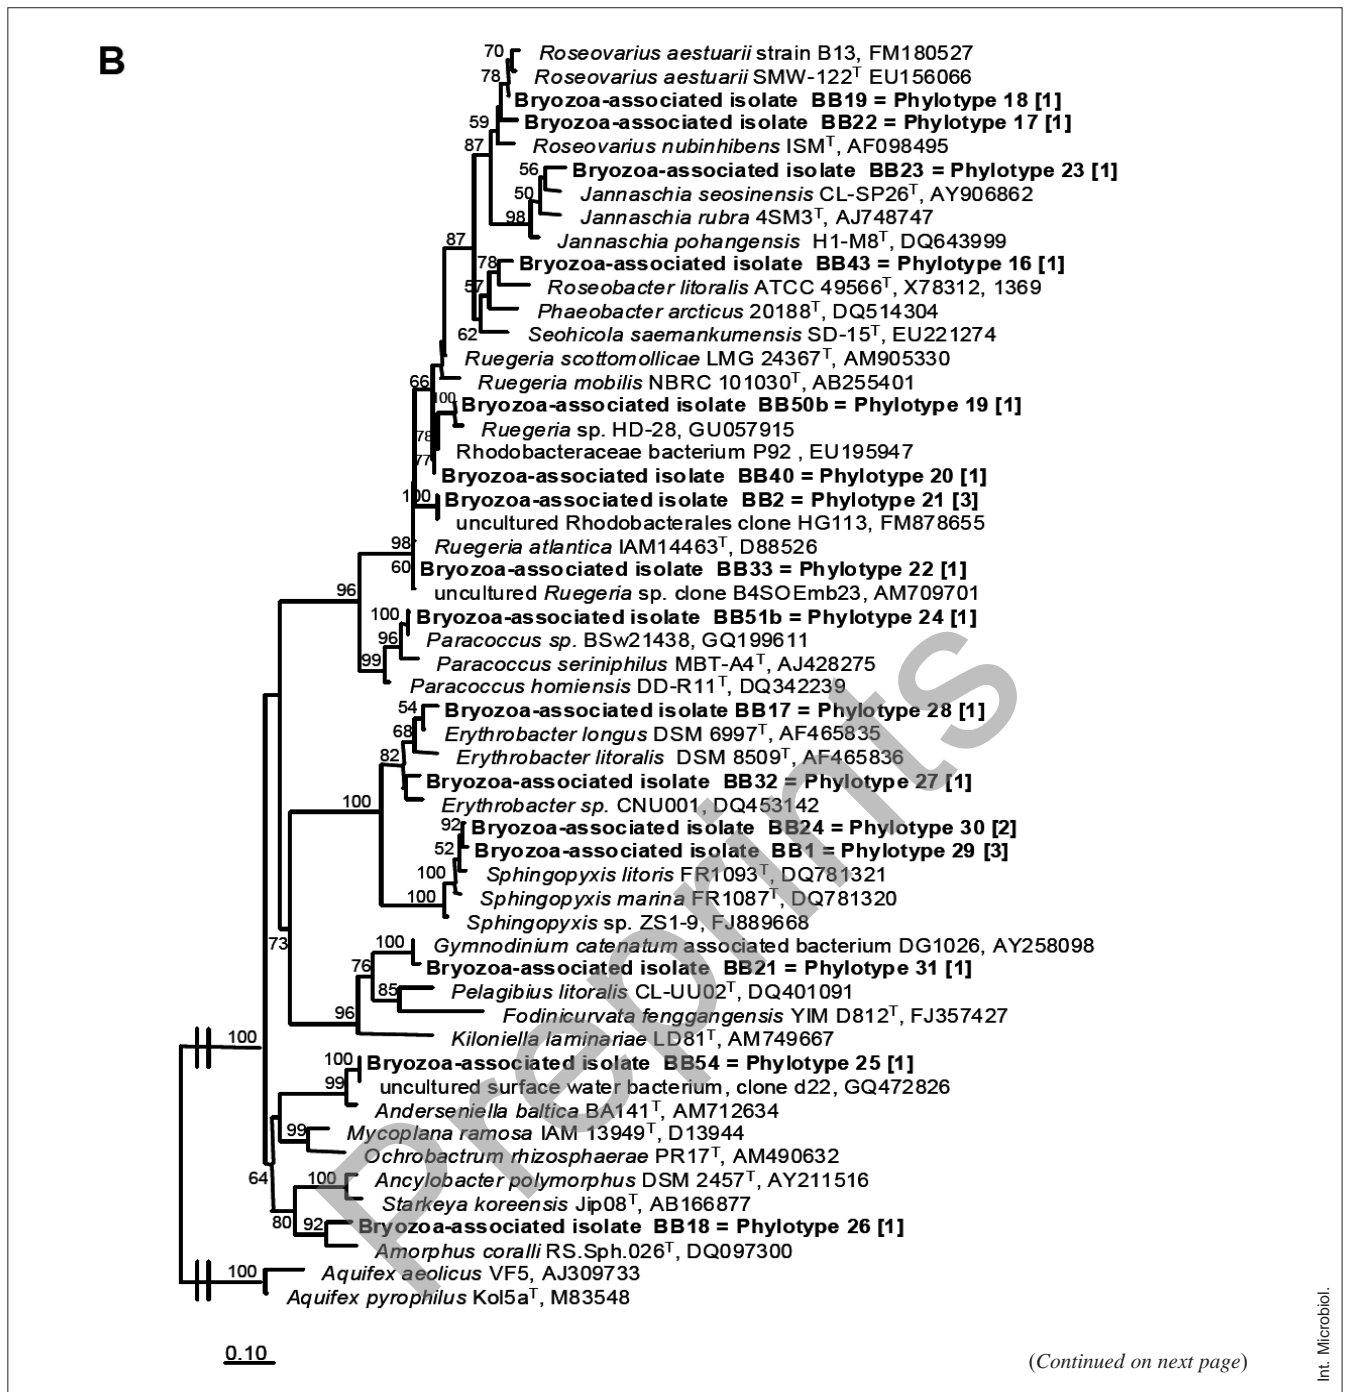 B
70
Roseovarius aestuarii strain B13, FM180527
78
Roseovarius aestuarii SMW-122T EU156066
Bryozoa-associated isolate BB19 = Phylotype 18 [1]
59
Bryozoa-associated isolate BB22 = Phylotype 17 [1]
87
Roseovarius nubinhibens ISMT, AF098495
56
Bryozoa-associated isolate BB23 = Phylotype 23 [1]
50
Jannaschia seosinensis CL-SP26T, AY906862
98
Jannaschia rubra 4SM3T, AJ748747
87
Jannaschia pohangensis H1-M8T, DQ643999
78
Bryozoa-associated isolate BB43 = Phylotype 16 [1]
57
Roseobacter litoralis ATCC 49566T, X78312, 1369
Phaeobacter arcticus 20188T, DQ514304
62
Seohicola saemankumensis SD-15T, EU221274
Ruegeria scottomollicae LMG 24367T, AM905330
66
Ruegeria mobilis NBRC 101030T, AB255401
100
Bryozoa-associated isolate BB50b = Phylotype 19 [1]
78
Ruegeria sp. HD-28, GU057915
77
Rhodobacteraceae bacterium P92 , EU195947
Bryozoa-associated isolate BB40 = Phylotype 20 [1]
100
Bryozoa-associated isolate BB2 = Phylotype 21 [3]
uncultured Rhodobacterales clone HG113, FM878655
98
Ruegeria atlantica IAM14463T, D88526
60
Bryozoa-associated isolate BB33 = Phylotype 22 [1]
96
uncultured Ruegeria sp. clone B4SOEmb23, AM709701
100
Bryozoa-associated isolate BB51b = Phylotype 24 [1]
96
Paracoccus sp. BSw21438, GQ199611
99
Paracoccus seriniphilus MBT-A4T, AJ428275
Paracoccus homiensis DD-R11T, DQ342239
54
Bryozoa-associated isolate BB17 = Phylotype 28 [1]
68
Erythrobacter longus DSM 6997T, AF465835
82
Erythrobacter litoralis DSM 8509T, AF465836
Bryozoa-associated isolate BB32 = Phylotype 27 [1]
100
Erythrobacter sp. CNU001, DQ453142
92
Bryozoa-associated isolate BB24 = Phylotype 30 [2]
52
Bryozoa-associated isolate BB1 = Phylotype 29 [3]
100
Sphingopyxis litoris FR1093T, DQ781321
100
Sphingopyxis marina FR1087T, DQ781320
Sphingopyxis sp. ZS1-9, FJ889668
73
100
Gymnodinium catenatum associated bacterium DG1026, AY258098
76
Bryozoa-associated isolate BB21 = Phylotype 31 [1]
85
Pelagibius litoralis CL-UU02T, DQ401091
96
Fodinicurvata fenggangensis YIM D812T, FJ357427
100
Kiloniella laminariae LD81T, AM749667
100
Bryozoa-associated isolate BB54 = Phylotype 25 [1]
99
uncultured surface water bacterium, clone d22, GQ472826
Anderseniella baltica BA141T, AM712634
99
Mycoplana ramosa IAM 13949T, D13944
Ochrobactrum rhizosphaerae PR17T, AM490632
64
100
Ancylobacter polymorphus DSM 2457T, AY211516
Starkeya koreensis Jip08T, AB166877
80
92
Bryozoa-associated isolate BB18 = Phylotype 26 [1]
Amorphus coralli RS.Sph.026T, DQ097300
100
Aquifex aeolicus VF5, AJ309733
Aquifex pyrophilus Kol5aT, M83548
0.10
(Continued on next page)
Int. Microbiol.
Preprints